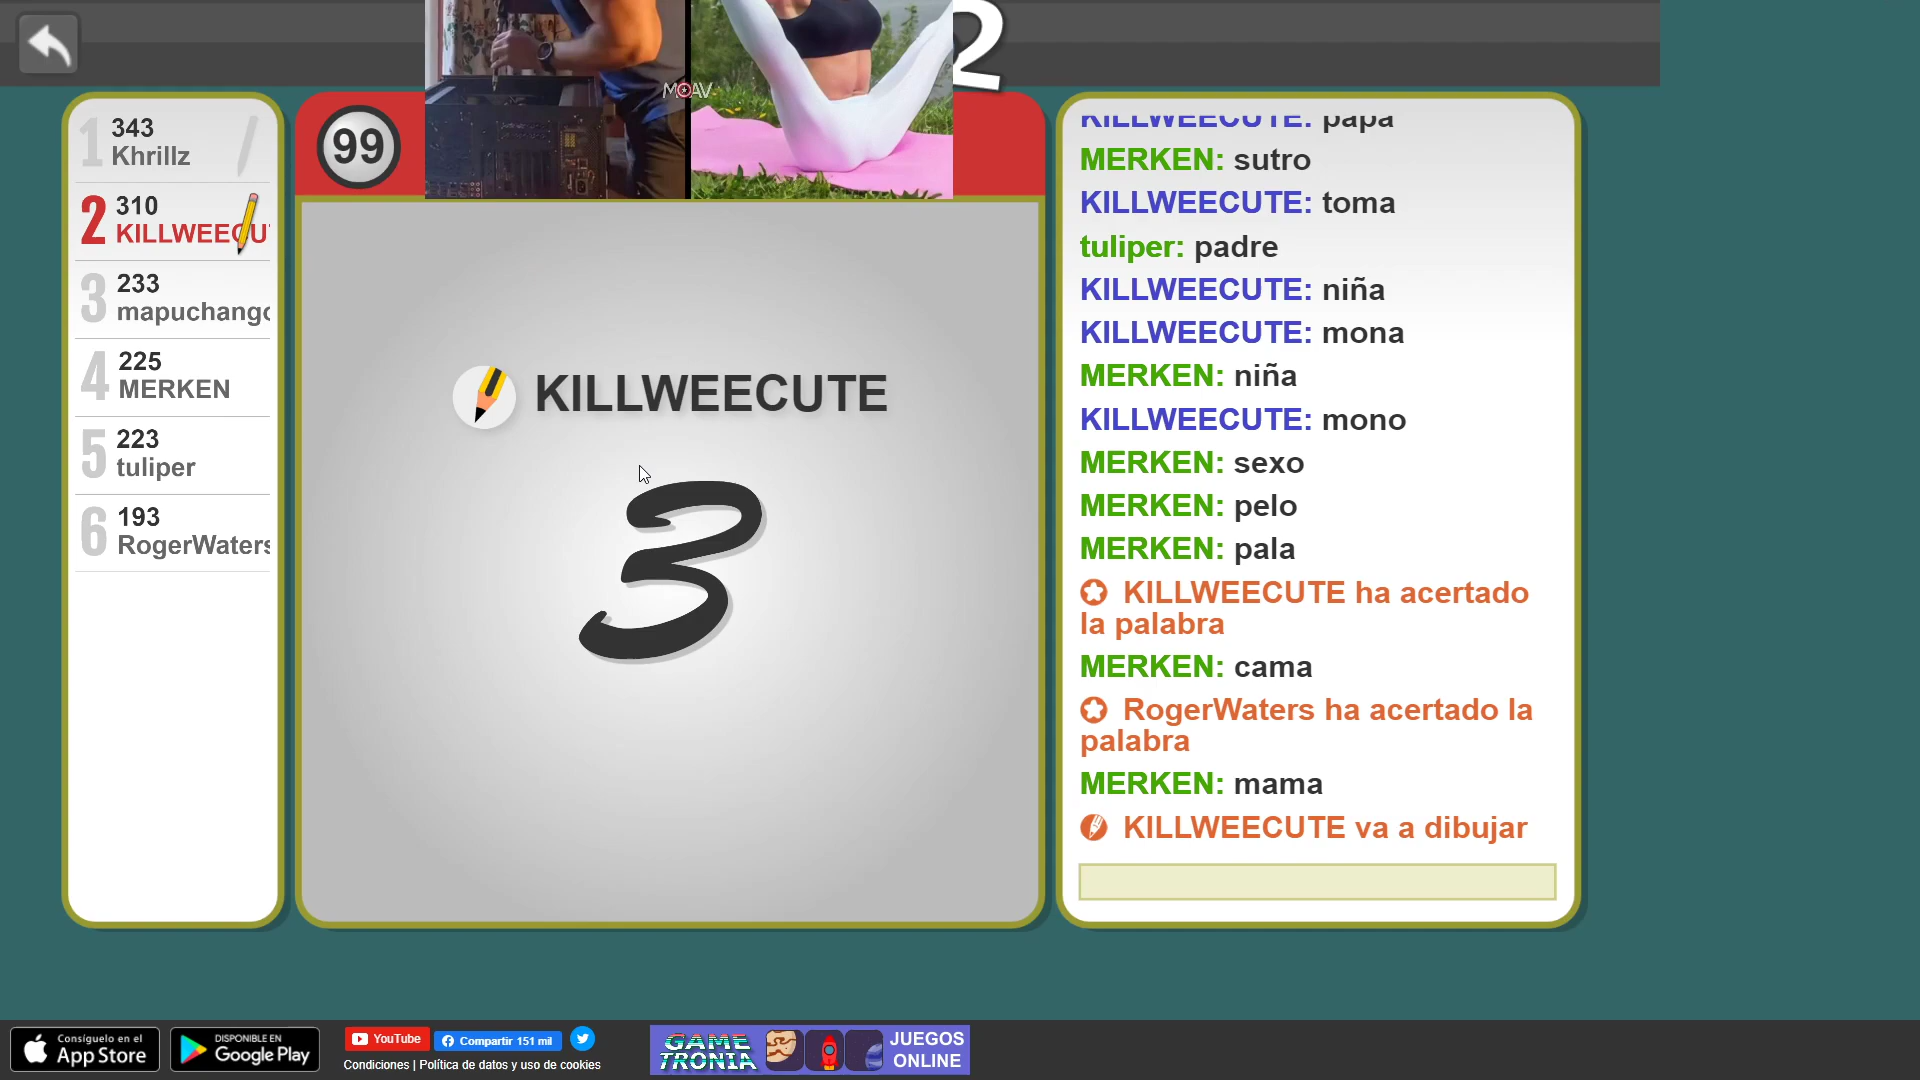 2
MOAV
99
1 343
Khrillz
2 310
KILLWEECU
3 233
mapuchang
4 225
MERKEN
5 223
tuliper
6 193
RogerWaters
KILLWEECUTE
3
KILLWEECUTE: papa
MERKEN: sutro
KILLWEECUTE: toma
tuliper: padre
KILLWEECUTE: niña
KILLWEECUTE: mona
MERKEN: niña
KILLWEECUTE: mono
MERKEN: sexo
MERKEN: pelo
MERKEN: pala
KILLWEECUTE ha acertado
la palabra
MERKEN: cama
RogerWaters ha acertado la
palabra
MERKEN: mama
KILLWEECUTE va a dibujar
Consíguelo en el
App Store
DISPONIBLE EN
Google Play
YouTube
Compartir 151 mil
Condiciones | Política de datos y uso de cookies
GAME
TRONIA
JUEGOS
ONLINE